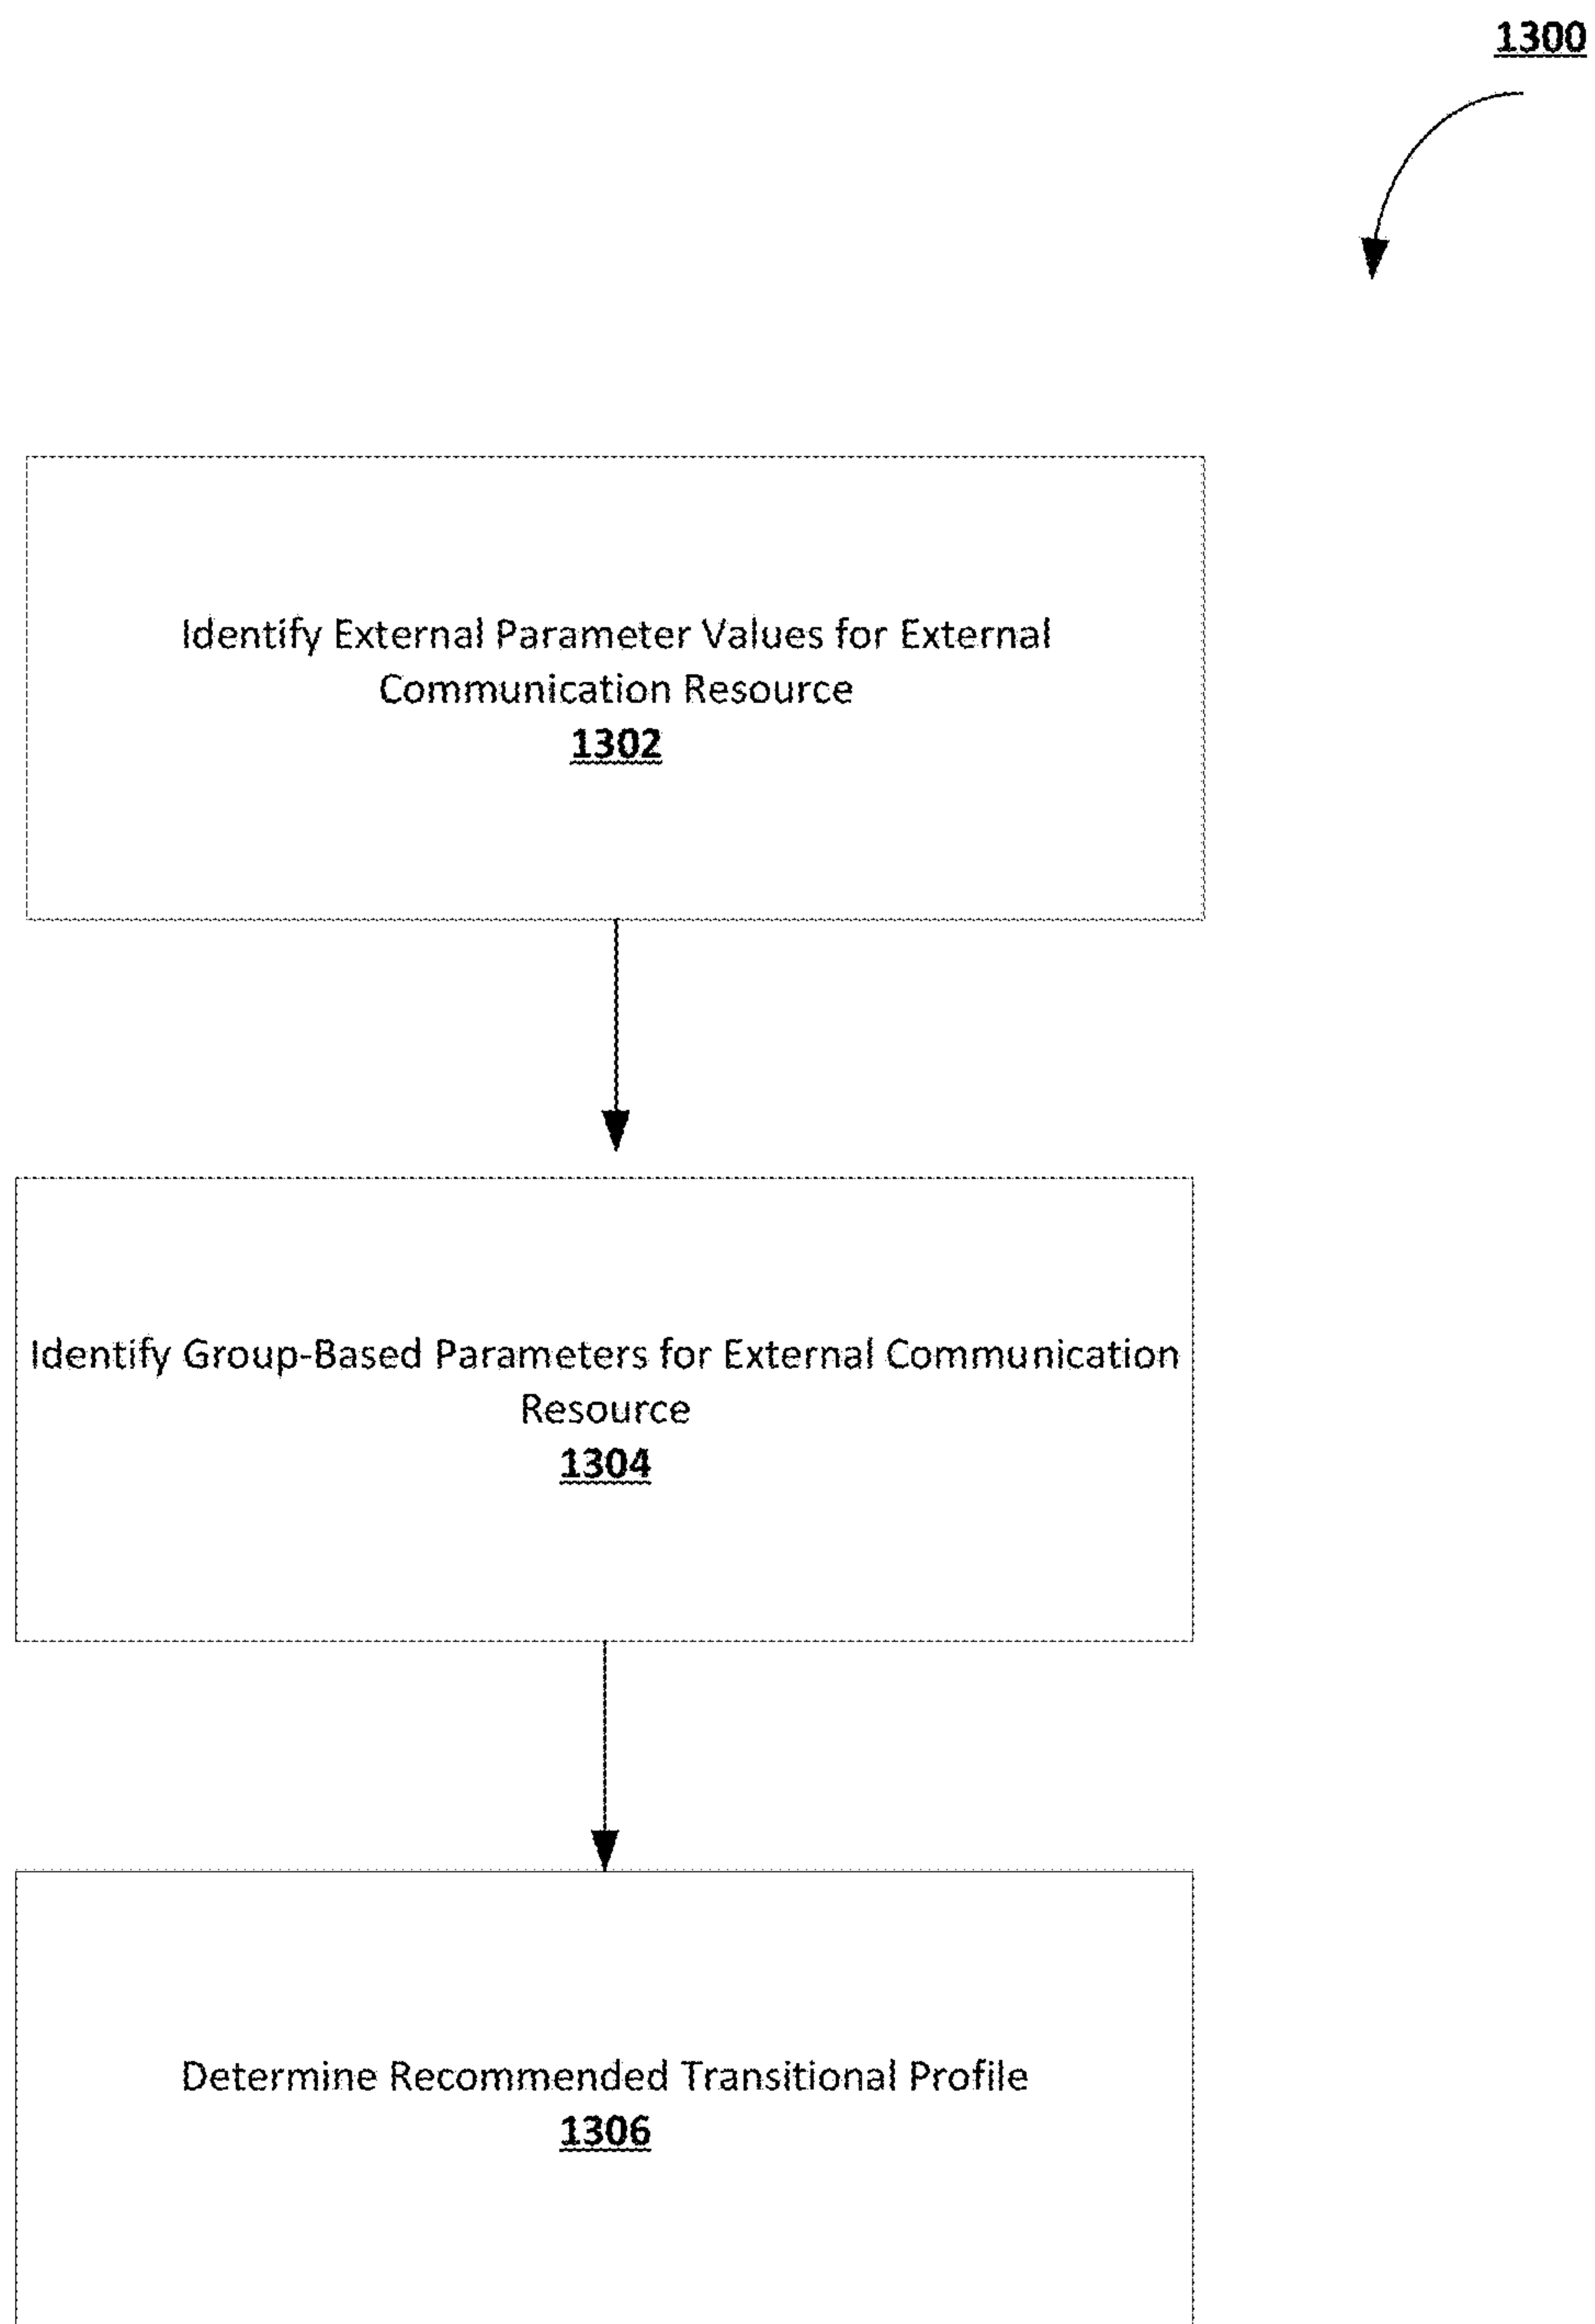 1300
Identify External Parameter Values for External
Communication Resource
1302
Identify Group-Based Parameters for External Communication
Resource
1304
Determine Recommended Transitional Profile
1306